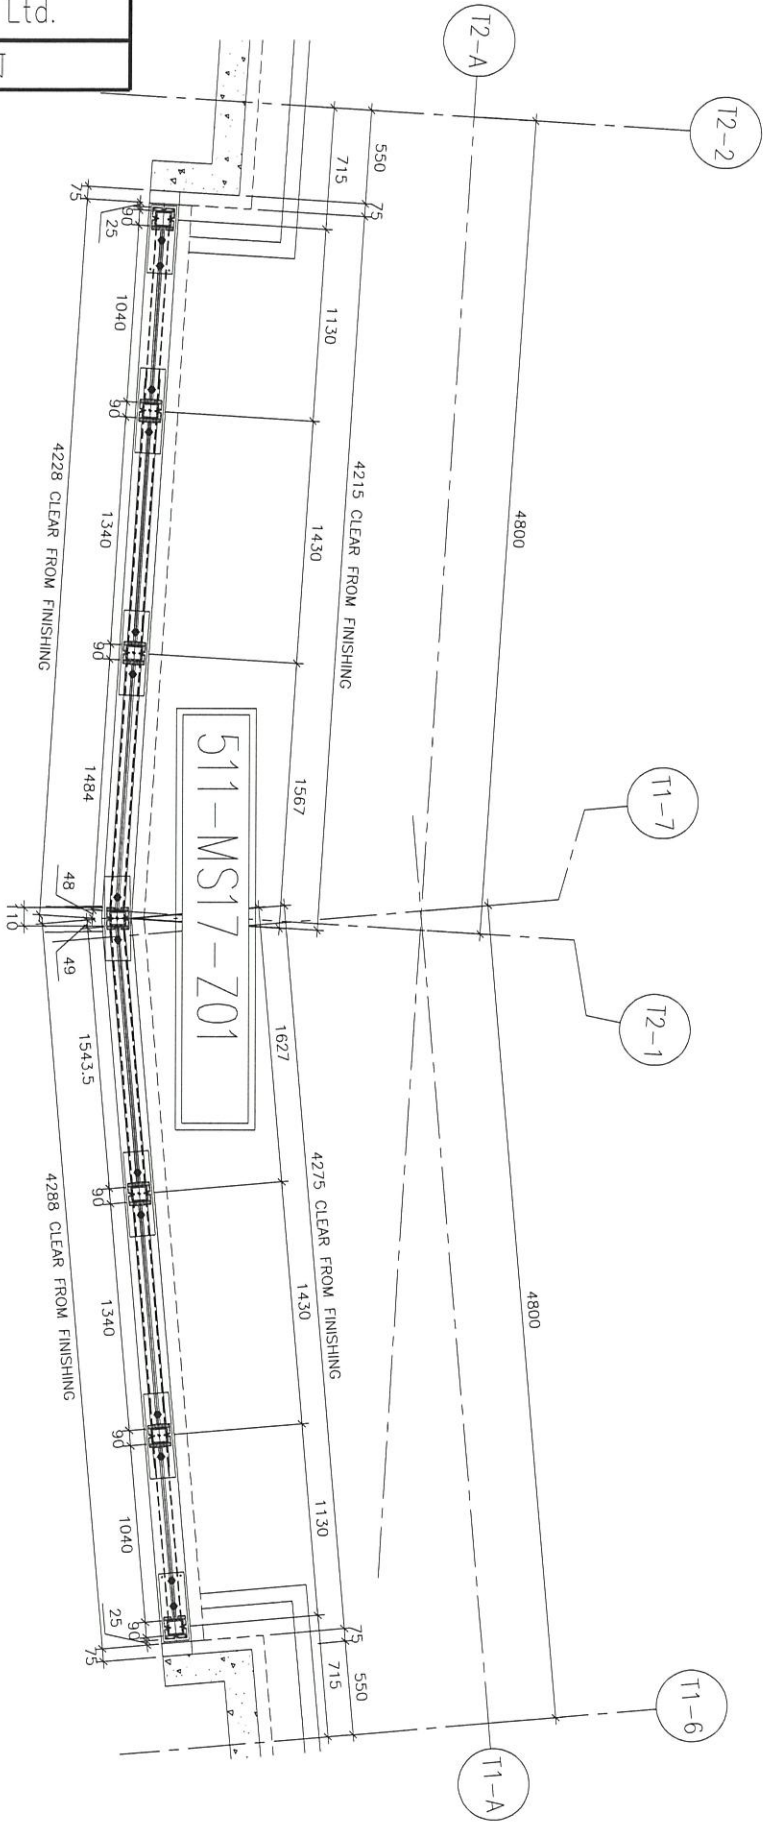 Ltd.
T2-A
T2-2
550
715
75
75
90
25
1130
1040
4800
90
4215 CLEAR FROM FINISHING
4228 CLEAR FROM FINISHING
1430
1340
90
1567
1484
511-MS17-Z01
T1-7
T2-1
48
110
49
1627
1543.5
4275 CLEAR FROM FINISHING
4288 CLEAR FROM FINISHING
90
4800
1430
1340
90
1130
1040
25
90
75
75
715
550
T1-6
T1-A